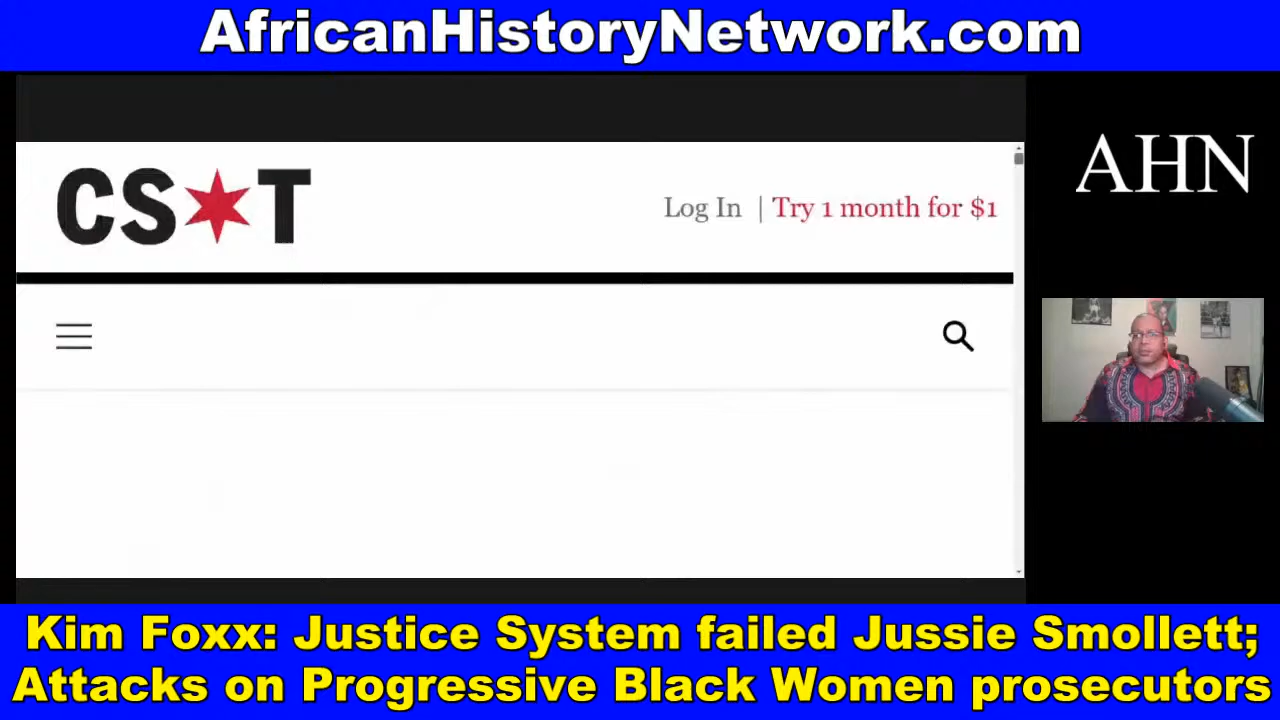 AfricanHistoryNetwork.com
CS★T
Log In | Try 1 month for $1
AHN
Kim Foxx: Justice System failed Jussie Smollett;
Attacks on Progressive Black Women prosecutors